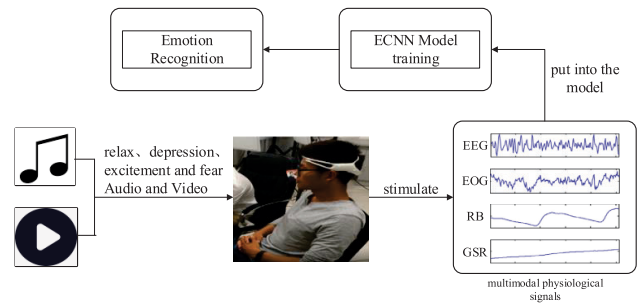 Emotion
Recognition
ECNN Model
training
put into the
model
relax、depression、
excitement and fear
Audio and Video
stimulate
EEG
EOG
RB
GSR
multimodal physiological
signals